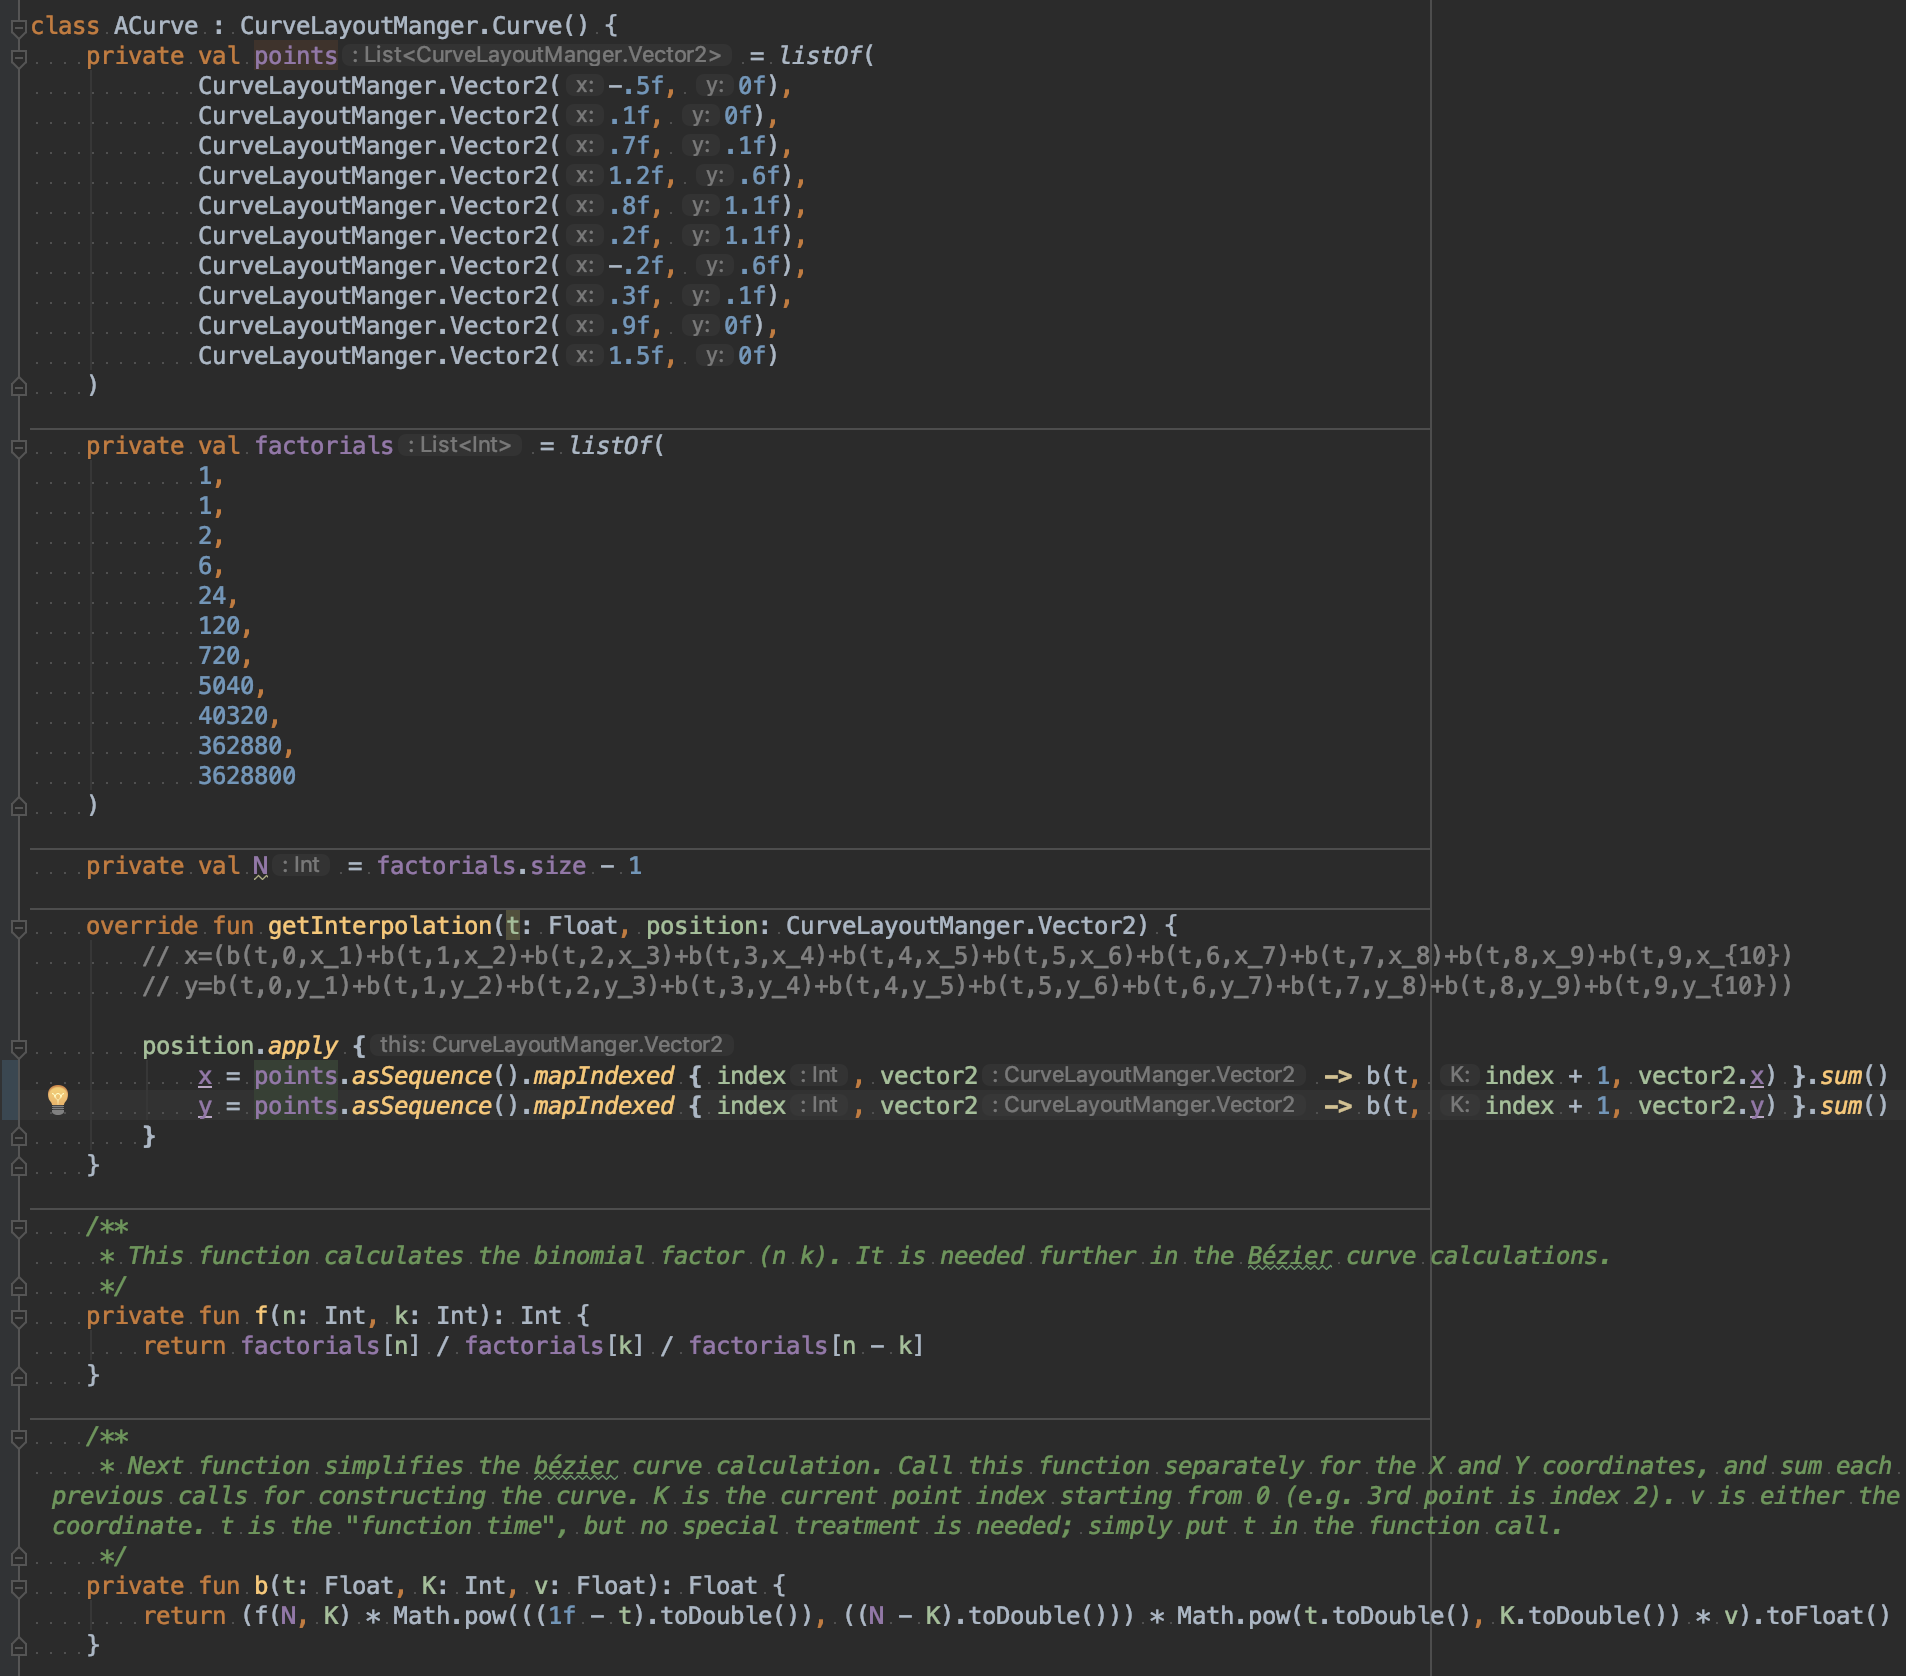 class ACurve : CurveLayoutManger.Curve() {
private val points : List<CurveLayoutManger.Vector2> = listOf(
CurveLayoutManger.Vector2( x: -.5f, y: 0f),
CurveLayoutManger.Vector2( x: .1f, y: 0f),
CurveLayoutManger.Vector2( x: .7f, y: .1f),
CurveLayoutManger.Vector2( x: 1.2f, y: .6f),
CurveLayoutManger.Vector2( x: .8f, y: 1.1f),
CurveLayoutManger.Vector2( x: .2f, y: 1.1f),
CurveLayoutManger.Vector2( x: -.2f, y: .6f),
CurveLayoutManger.Vector2( x: .3f, y: .1f),
CurveLayoutManger.Vector2( x: .9f, y: 0f),
CurveLayoutManger.Vector2( x: 1.5f, y: 0f)
)
private val factorials : List<Int> = listOf(
1,
1,
2,
6,
24,
120,
720,
5040,
40320,
362880,
3628800
)
private val N : Int = factorials.size - 1
override fun getInterpolation(t: Float, position: CurveLayoutManger.Vector2) {
// x=(b(t,0,x_1)+b(t,1,x_2)+b(t,2,x_3)+b(t,3,x_4)+b(t,4,x_5)+b(t,5,x_6)+b(t,6,x_7)+b(t,7,x_8)+b(t,8,x_9)+b(t,9,x_{10})
// y=b(t,0,y_1)+b(t,1,y_2)+b(t,2,y_3)+b(t,3,y_4)+b(t,4,y_5)+b(t,5,y_6)+b(t,6,y_7)+b(t,7,y_8)+b(t,8,y_9)+b(t,9,y_{10}))
position.apply { this: CurveLayoutManger.Vector2
x = points.asSequence().mapIndexed { index : Int , vector2 : CurveLayoutManger.Vector2 -> b(t, K: index + 1, vector2.x) }.sum()
y = points.asSequence().mapIndexed { index : Int , vector2 : CurveLayoutManger.Vector2 -> b(t, K: index + 1, vector2.y) }.sum()
}
}
/**
* This function calculates the binomial factor (n k). It is needed further in the Bézier curve calculations.
*/
private fun f(n: Int, k: Int): Int {
return factorials[n] / factorials[k] / factorials[n - k]
}
/**
* Next function simplifies the bézier curve calculation. Call this function separately for the X and Y coordinates, and sum each
previous calls for constructing the curve. K is the current point index starting from 0 (e.g. 3rd point is index 2). v is either the
coordinate. t is the "function time", but no special treatment is needed; simply put t in the function call.
*/
private fun b(t: Float, K: Int, v: Float): Float {
return (f(N, K) * Math.pow(((1f - t).toDouble()), ((N - K).toDouble())) * Math.pow(t.toDouble(), K.toDouble()) * v).toFloat()
}